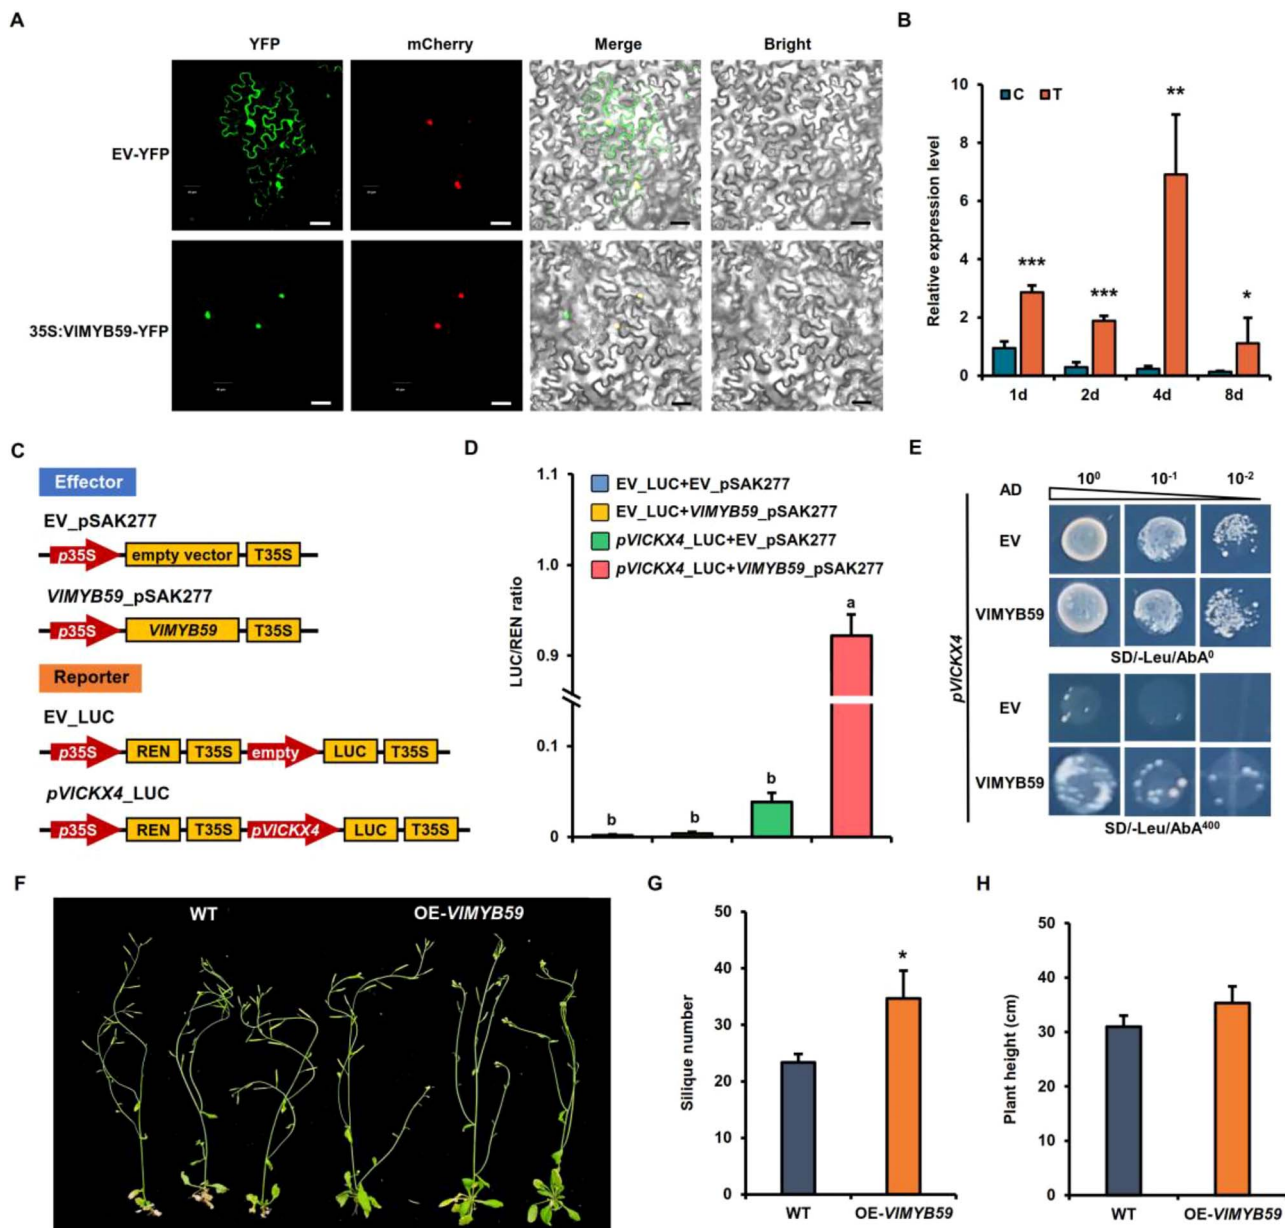 A
YFP
mCherry
Merge
Bright
EV-YFP
35S:VlMYB59-YFP
B
Relative expression level
C T
10
8
6
4
2
0
***
***
**
*
1d
2d
4d
8d
C
Effector
EV_pSAK277
p35S
empty vector
T35S
VlMYB59_pSAK277
p35S
VlMYB59
T35S
Reporter
EV_LUC
p35S
REN
T35S
empty
LUC
T35S
pVlCKX4_LUC
p35S
REN
T35S
pVlCKX4
LUC
T35S
D
LUC/REN ratio
1.1
1.0
0.9
0.1
0
EV_LUC+EV_pSAK277
EV_LUC+VlMYB59_pSAK277
pVlCKX4_LUC+EV_pSAK277
pVlCKX4_LUC+VlMYB59_pSAK277
b
b
b
a
E
AD
10⁰
10⁻¹
10⁻²
pVlCKX4
EV
VlMYB59
SD/-Leu/AbA⁰
EV
VlMYB59
SD/-Leu/AbA⁴⁰⁰
F
WT
OE-VlMYB59
G
Silique number
50
40
30
20
10
0
*
WT
OE-VlMYB59
H
Plant height (cm)
50
40
30
20
10
0
WT
OE-VlMYB59